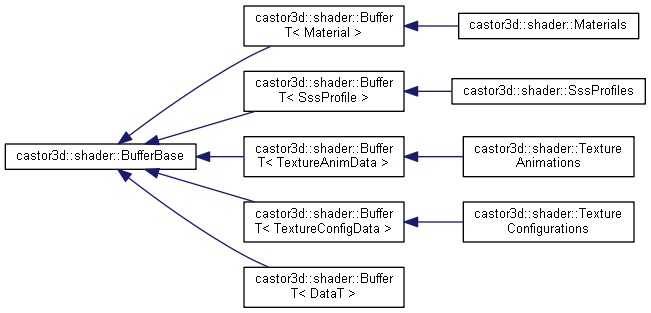 castor3d::shader::BufferBase
castor3d::shader::Buffer
T< Material >
castor3d::shader::Materials
castor3d::shader::Buffer
T< SssProfile >
castor3d::shader::SssProfiles
castor3d::shader::Buffer
T< TextureAnimData >
castor3d::shader::Texture
Animations
castor3d::shader::Buffer
T< TextureConfigData >
castor3d::shader::Texture
Configurations
castor3d::shader::Buffer
T< DataT >